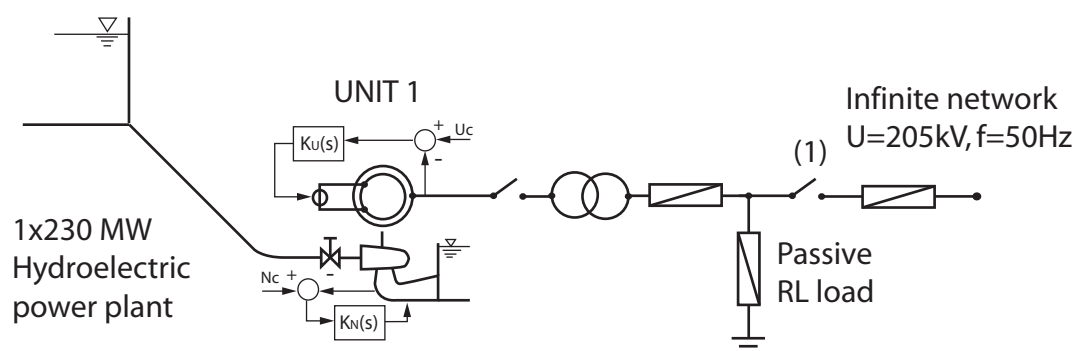 UNIT 1
Infinite network
U=205kV, f=50Hz
(1)
+
Uc
-
KU(s)
1x230 MW
Hydroelectric
power plant
Nc
+
-
KN(s)
Passive
RL load